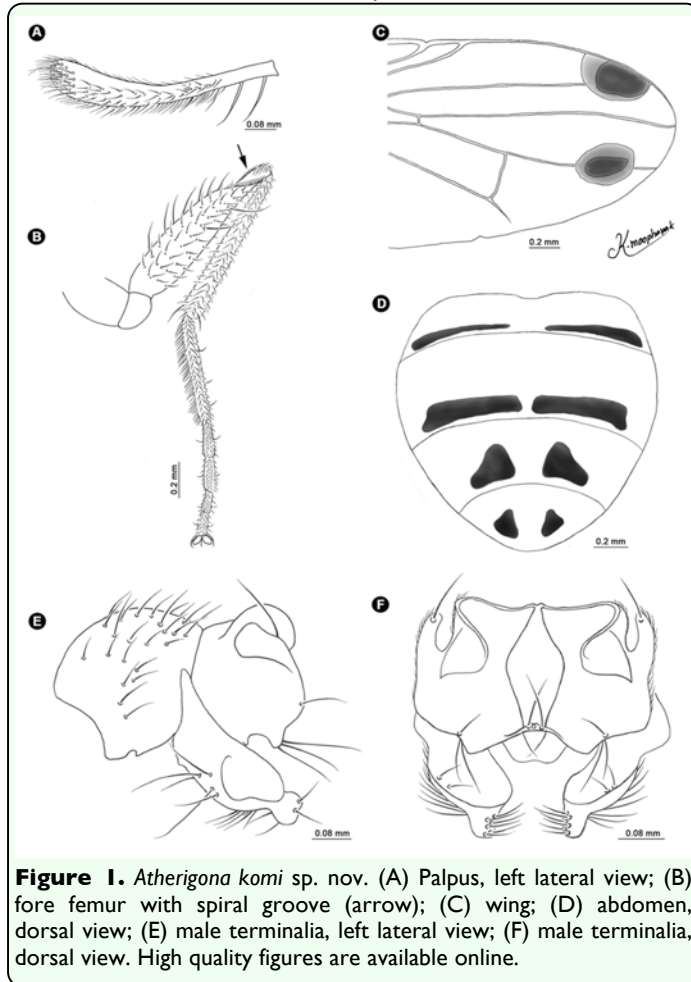 A
0.08 mm
B
0.2 mm
C
0.2 mm
K. moophayak
D
0.2 mm
E
0.08 mm
F
0.08 mm
Figure 1. Atherigona komi sp. nov. (A) Palpus, left lateral view; (B)
fore femur with spiral groove (arrow); (C) wing; (D) abdomen,
dorsal view; (E) male terminalia, left lateral view; (F) male terminalia,
dorsal view. High quality figures are available online.